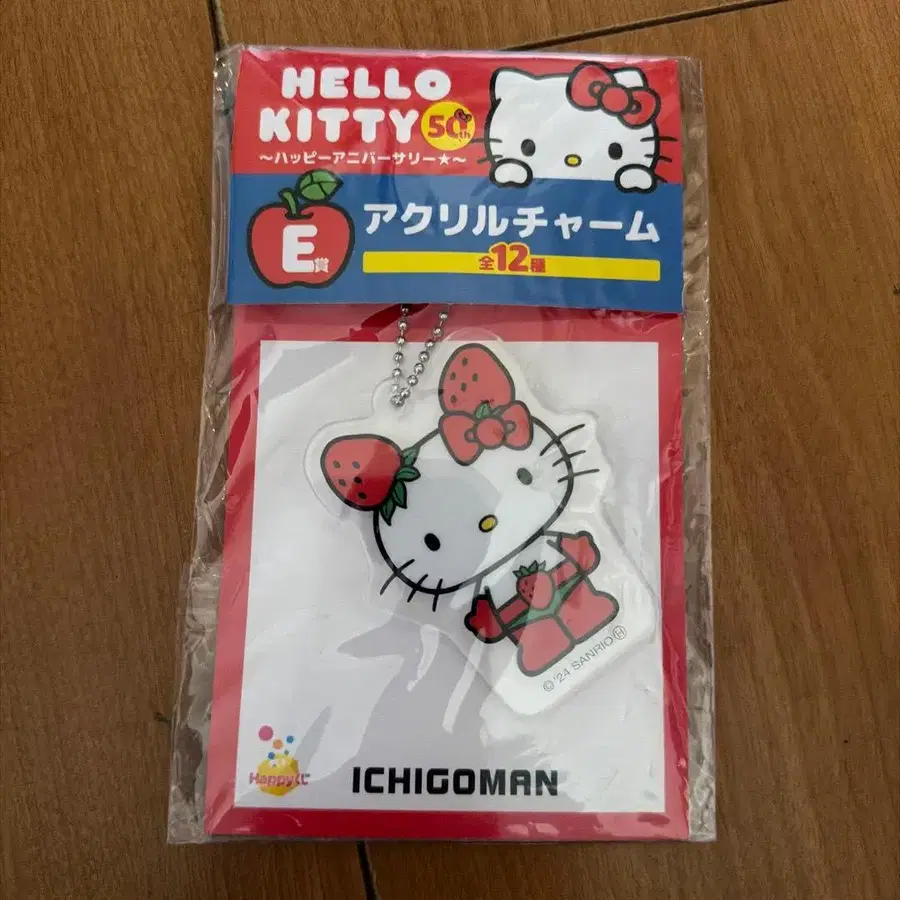 HELLO
KITTY 50th
～ハッピーアニバーサリー★～
E賞
アクリルチャーム
全12種
© '24 SANRIO Ⓗ
Happyくじ
ICHIGOMAN